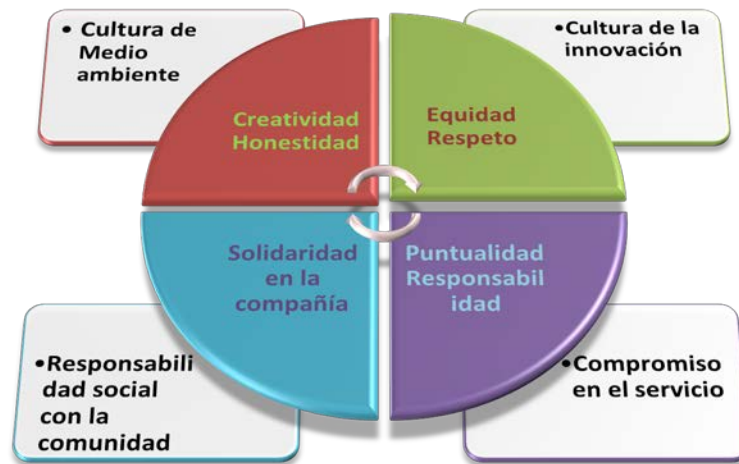 • Cultura de
Medio
ambiente
•Cultura de la
innovación
Creatividad
Honestidad
Equidad
Respeto
Solidaridad
en la
compañía
Puntualidad
Responsabil
idad
•Responsabili
dad social
con la
comunidad
•Compromiso
en el servicio